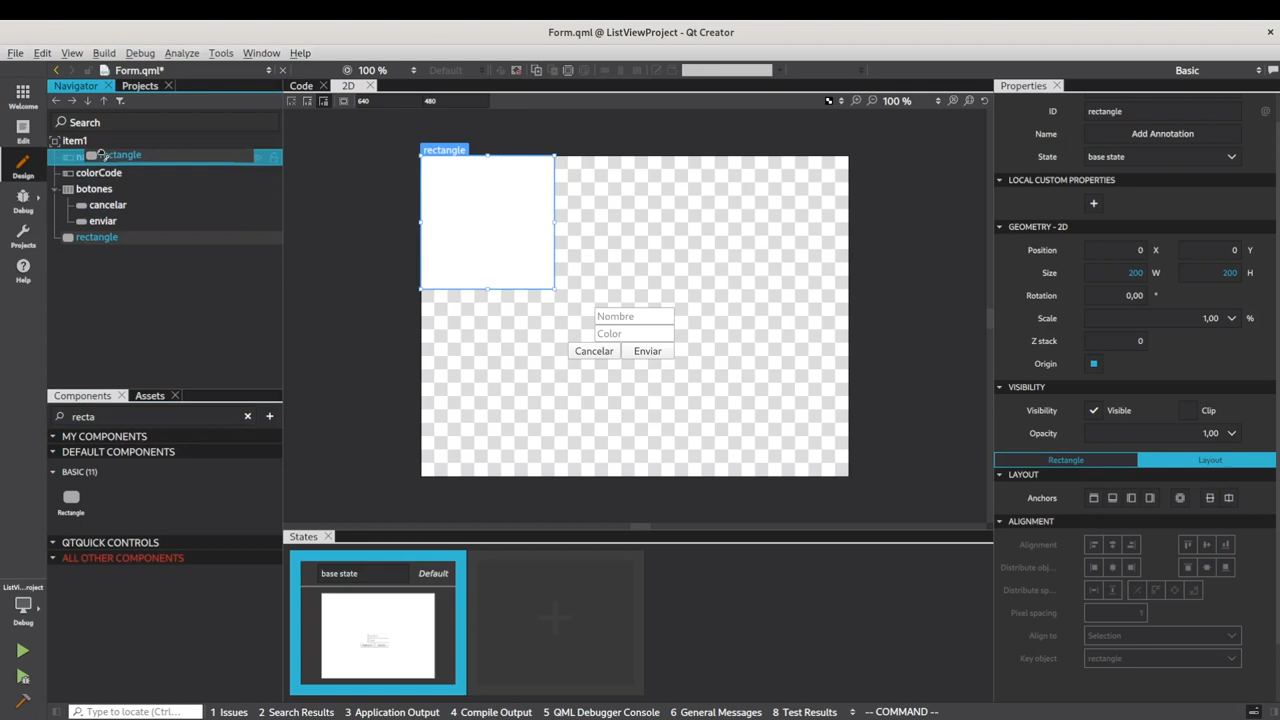 Form.qml @ ListViewProject - Qt Creator
File Edit View Build Debug Analyze Tools Window Help
Form.qml* 100 % Default Basic
Navigator Projects Code 2D Properties
640 480 100 %
Welcome
Edit
Design
Debug
Projects
Help
ListVi...roject
Debug
Search
item1
rectangle
colorCode
botones
cancelar
enviar
rectangle
Components Assets
recta
MY COMPONENTS
DEFAULT COMPONENTS
BASIC (11)
Rectangle
QTQUICK CONTROLS
ALL OTHER COMPONENTS
rectangle
Nombre
Color
Cancelar Enviar
States
base state Default
ID rectangle @
Name Add Annotation
State base state
LOCAL CUSTOM PROPERTIES
+
GEOMETRY - 2D
Position 0 X 0 Y
Size 200 W 200 H
Rotation 0,00 °
Scale 1,00 %
Z stack 0
Origin
VISIBILITY
Visibility Visible Clip
Opacity 1,00
Rectangle Layout
LAYOUT
Anchors
ALIGNMENT
Alignment
Distribute obj...
Distribute sp...
Pixel spacing 1
Align to Selection
Key object rectangle
Type to locate (Ctrl... 1 Issues 2 Search Results 3 Application Output 4 Compile Output 5 QML Debugger Console 6 General Messages 8 Test Results -- COMMAND --